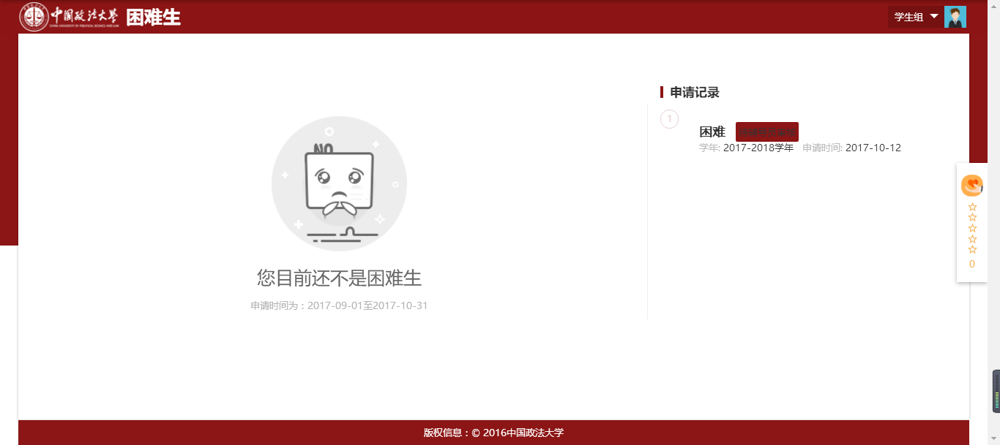 中国政法大学 困难生
学生组
申请记录
1
困难
学年: 2017-2018学年 申请时间: 2017-10-12
NO
您目前还不是困难生
申请时间为：2017-09-01至2017-10-31
0
版权信息：© 2016中国政法大学